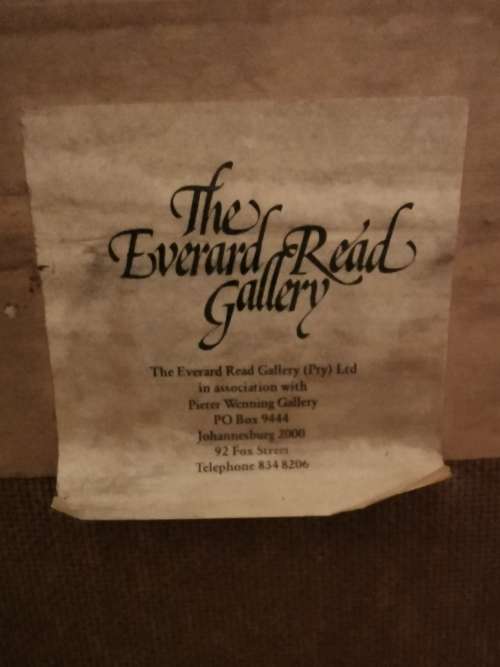 The
Everard Read
Gallery
The Everard Read Gallery (Pty) Ltd
in association with
Pieter Wenning Gallery
PO Box 9444
Johannesburg 2000
92 Fox Street
Telephone 834 8206